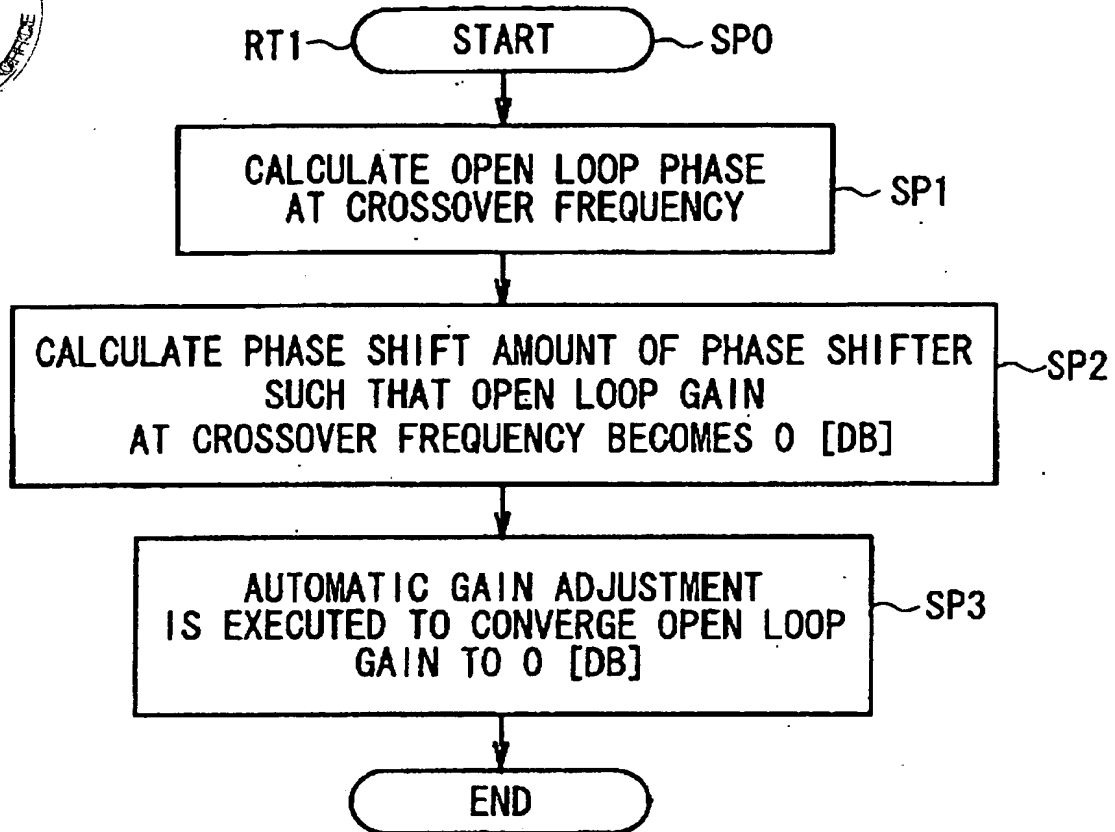 RT1 START SP0
CALCULATE OPEN LOOP PHASE
AT CROSSOVER FREQUENCY
SP1
CALCULATE PHASE SHIFT AMOUNT OF PHASE SHIFTER
SUCH THAT OPEN LOOP GAIN
AT CROSSOVER FREQUENCY BECOMES 0 [DB]
SP2
AUTOMATIC GAIN ADJUSTMENT
IS EXECUTED TO CONVERGE OPEN LOOP
GAIN TO 0 [DB]
SP3
END